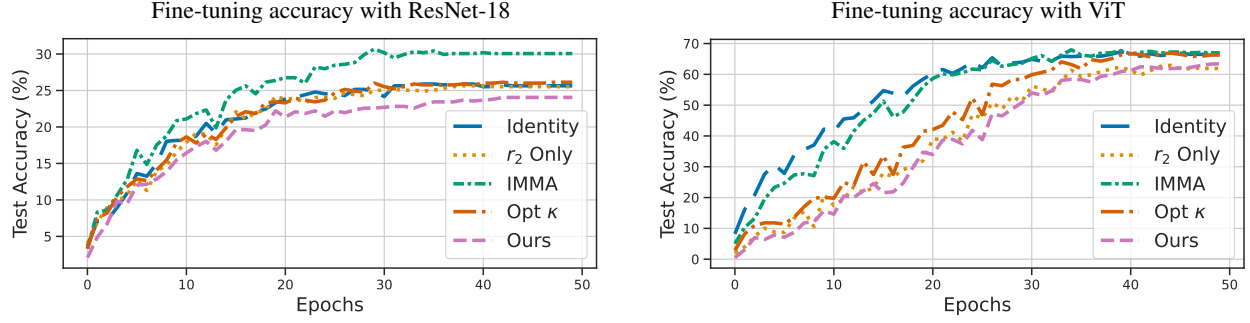 Fine-tuning accuracy with ResNet-18
Test Accuracy (%)
30
25
20
15
10
5
0
10
20
30
40
50
Epochs
Identity
r₂ Only
IMMA
Opt κ
Ours
Fine-tuning accuracy with ViT
Test Accuracy (%)
70
60
50
40
30
20
10
0
0
10
20
30
40
50
Epochs
Identity
r₂ Only
IMMA
Opt κ
Ours